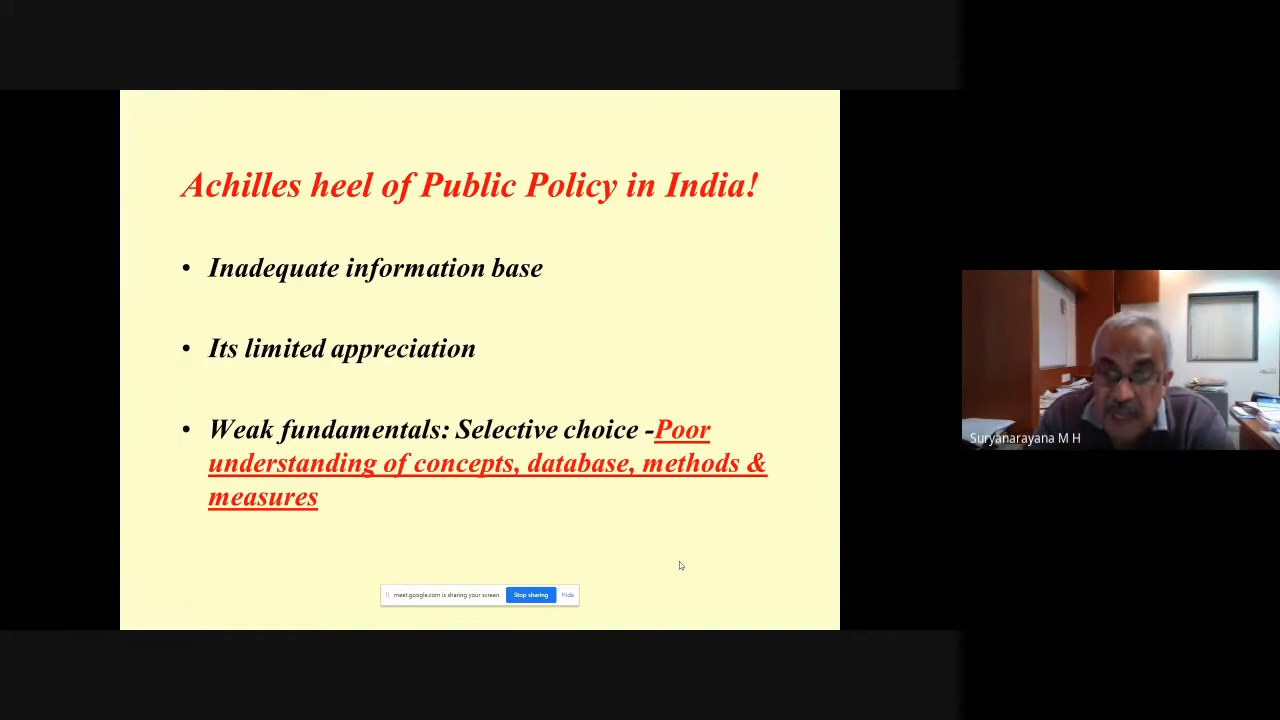 Achilles heel of Public Policy in India!
• Inadequate information base
• Its limited appreciation
• Weak fundamentals: Selective choice -Poor
understanding of concepts, database, methods &
measures
meet.google.com is sharing your screen. Stop sharing Hide
Suryanarayana M H